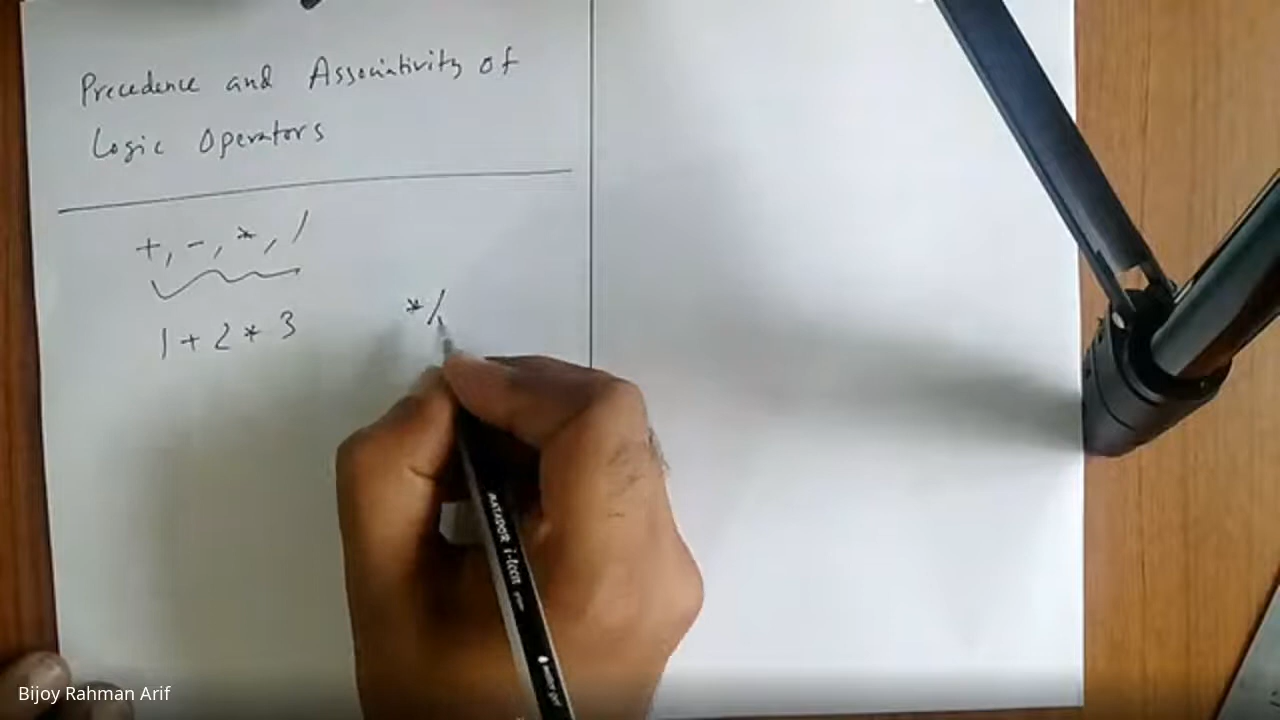 Precedence and Associativity of
Logic Operators
+, -, *, /
1 + 2 * 3
* /
MATADOR i-teen
Bijoy Rahman Arif